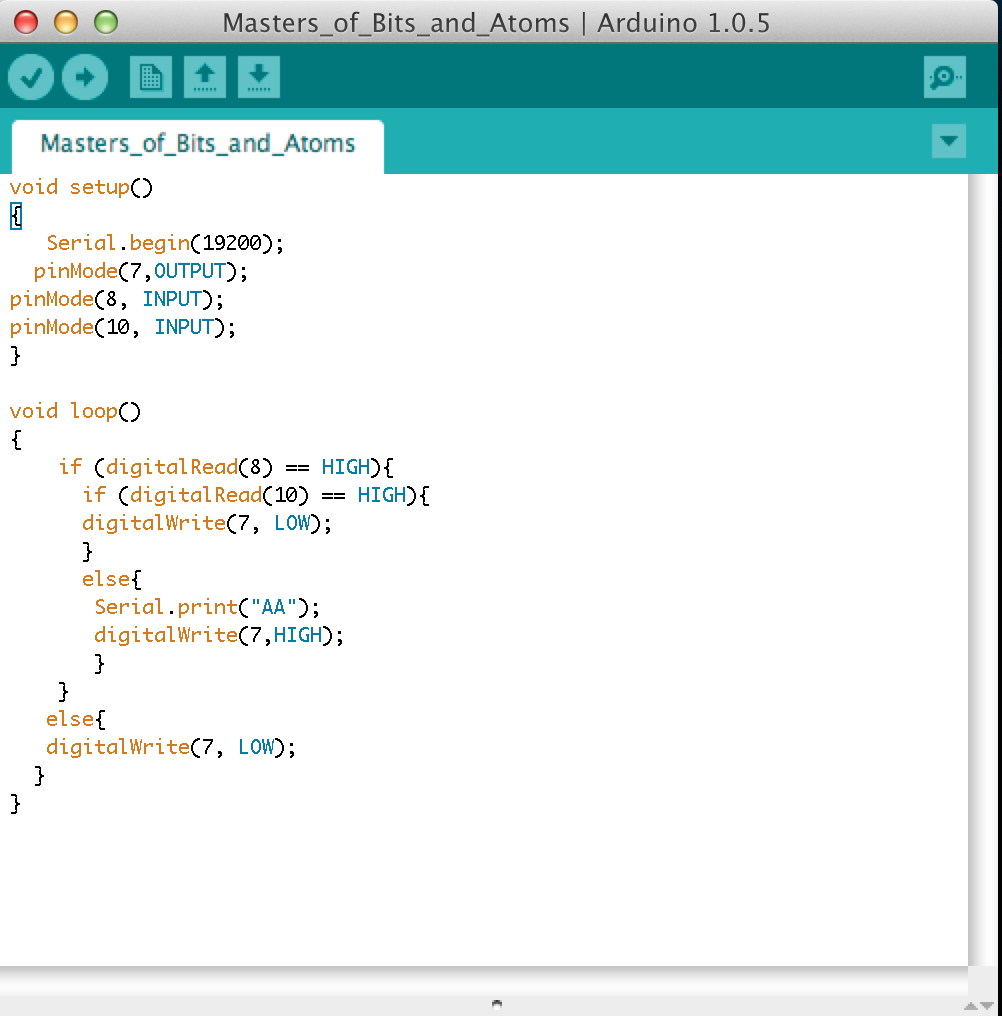 Masters_of_Bits_and_Atoms | Arduino 1.0.5
Masters_of_Bits_and_Atoms
void setup()
{
   Serial.begin(19200);
  pinMode(7,OUTPUT);
pinMode(8, INPUT);
pinMode(10, INPUT);
}

void loop()
{
    if (digitalRead(8) == HIGH){
      if (digitalRead(10) == HIGH){
      digitalWrite(7, LOW);
      }
      else{
       Serial.print("AA");
       digitalWrite(7,HIGH);
       }
    }
   else{
   digitalWrite(7, LOW);
  }
}